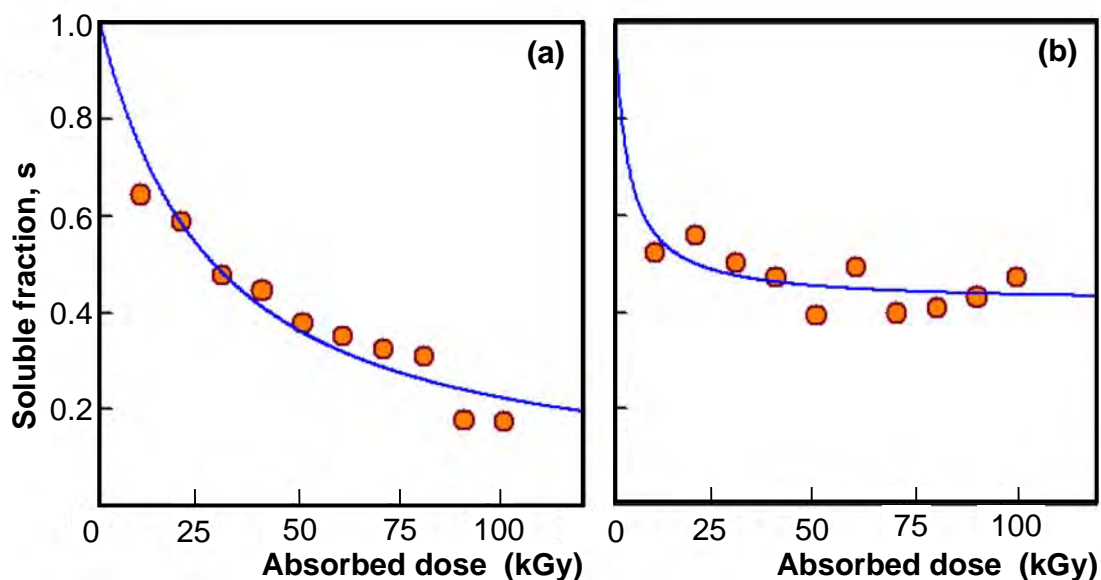 (a)
(b)
Soluble fraction, s
1.0
0.8
0.6
0.4
0.2
0 25 50 75 100
0 25 50 75 100
Absorbed dose (kGy)
Absorbed dose (kGy)